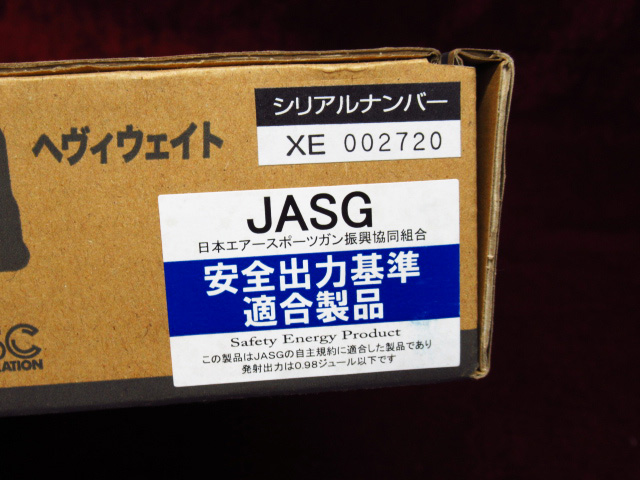 シリアルナンバー
XE 002720
ヘヴィウェイト
JASG
日本エアースポーツガン振興協同組合
安全出力基準
適合製品
Safety Energy Product
この製品はJASGの自主規約に適合した製品であり
発射出力は0.98ジュール以下です